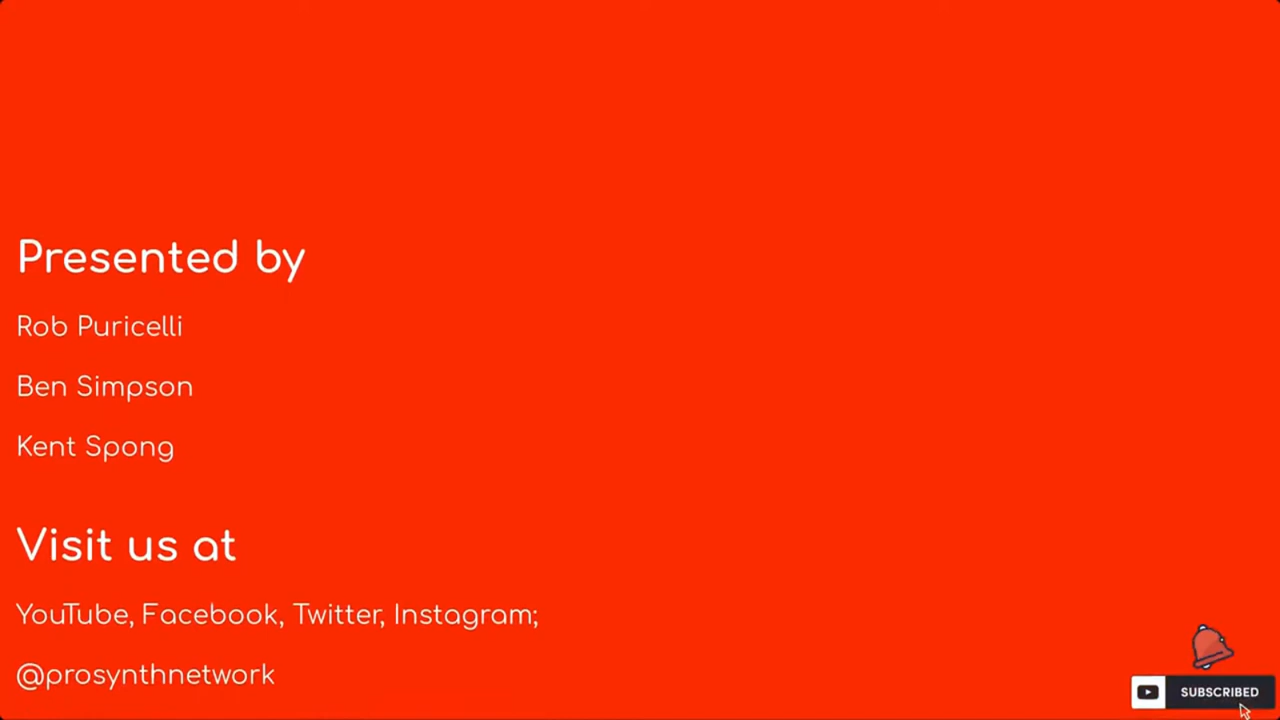 Presented by
Rob Puricelli
Ben Simpson
Kent Spong
Visit us at
YouTube, Facebook, Twitter, Instagram;
@prosynthnetwork
SUBSCRIBED